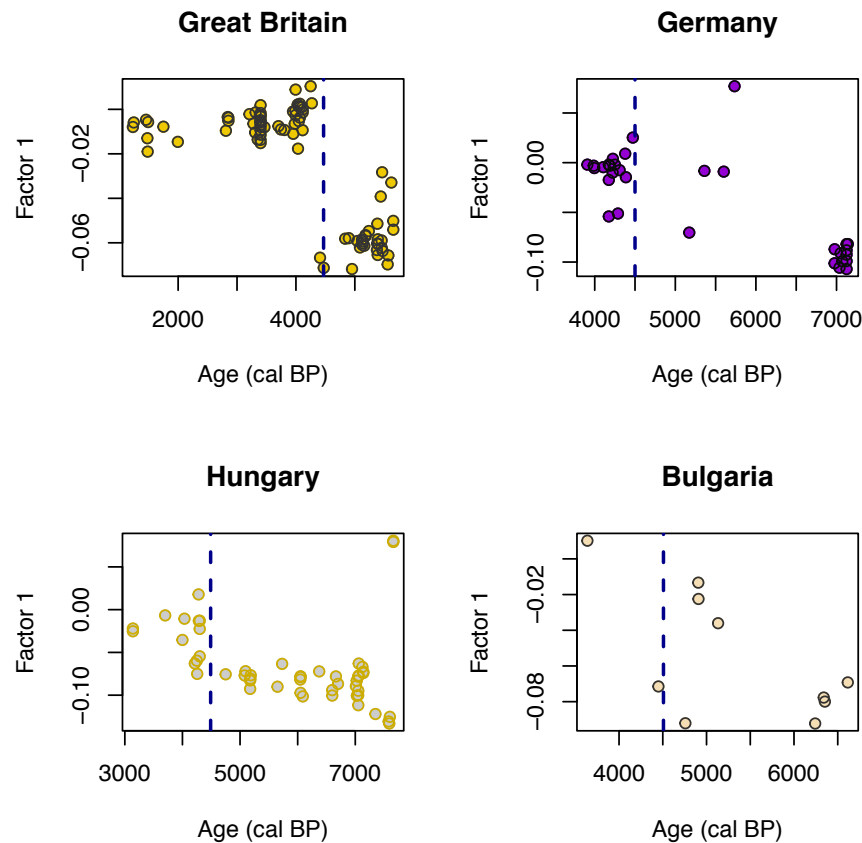 Great Britain
Factor 1
−0.02
−0.06
2000 4000
Age (cal BP)
Germany
Factor 1
0.00
−0.10
4000 5000 6000 7000
Age (cal BP)
Hungary
Factor 1
0.00
−0.10
3000 5000 7000
Age (cal BP)
Bulgaria
Factor 1
−0.02
−0.08
4000 5000 6000
Age (cal BP)